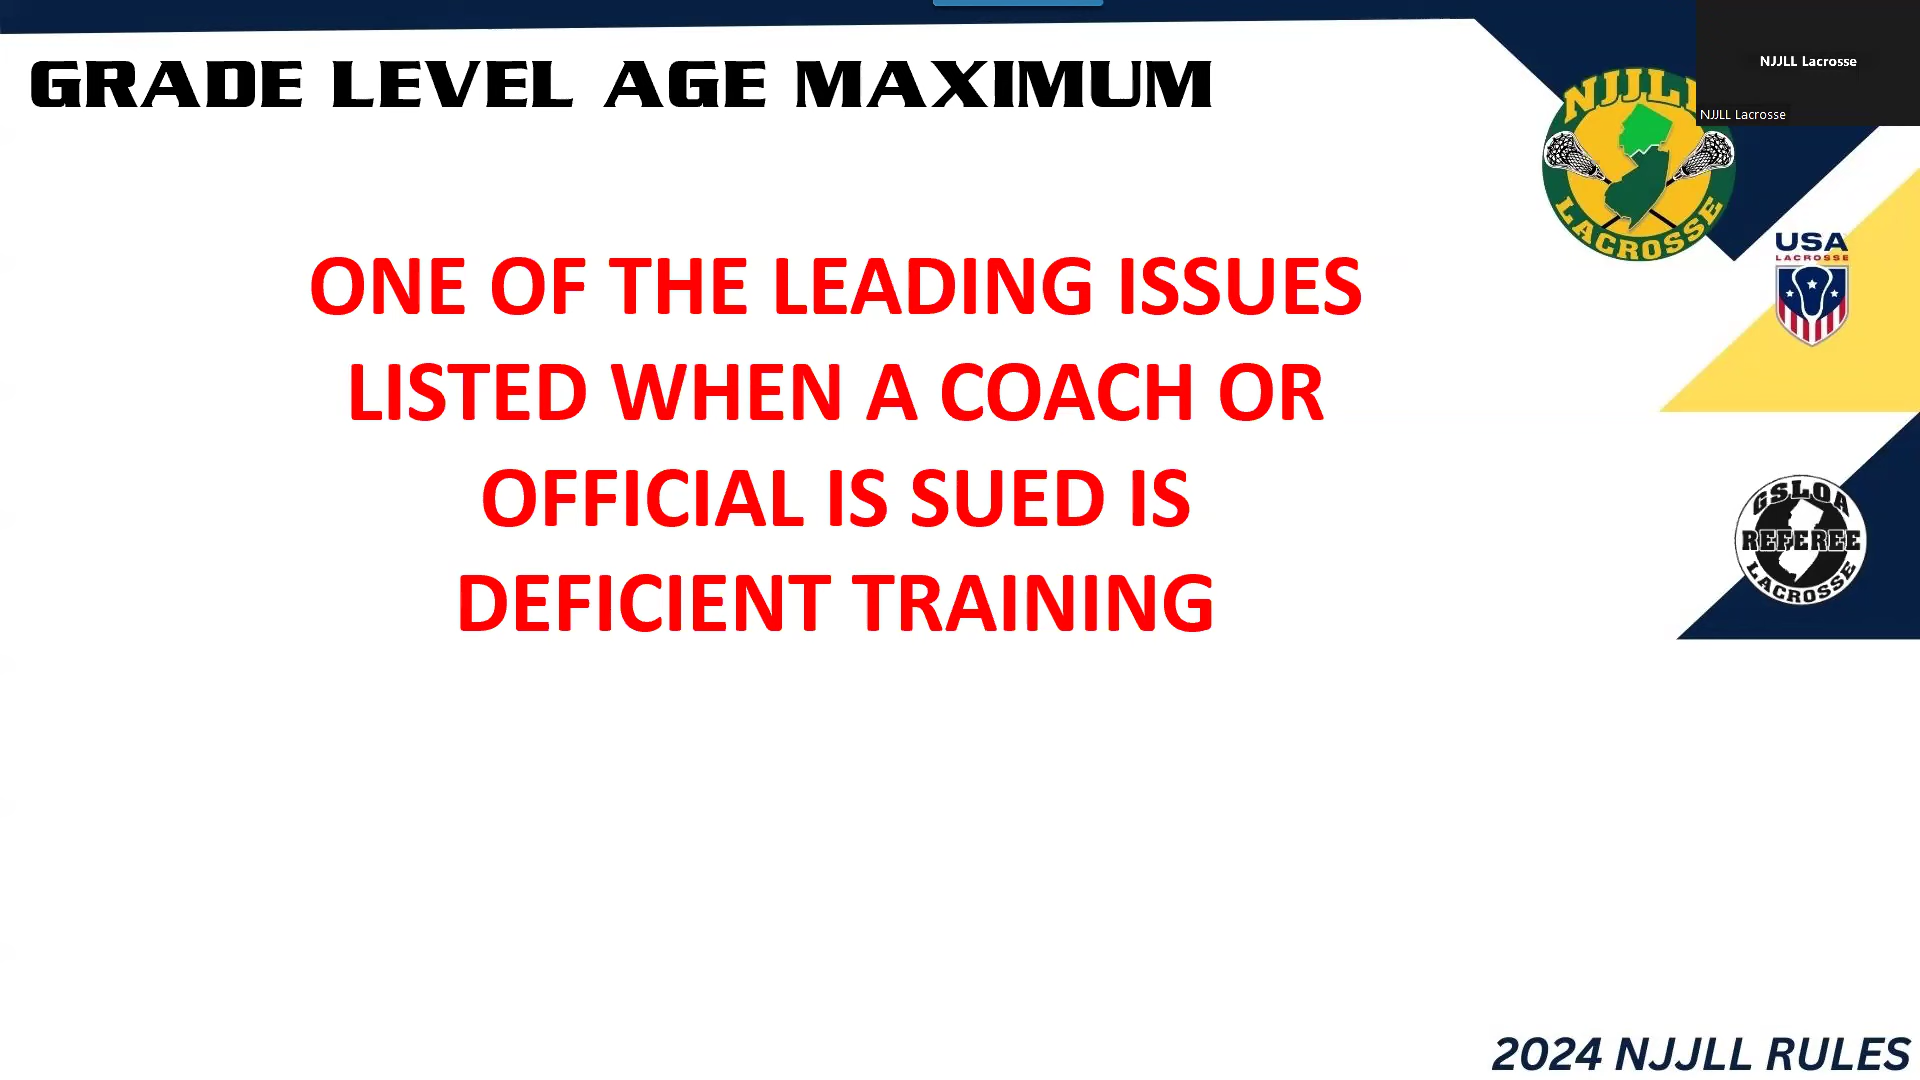 GRADE LEVEL AGE MAXIMUM
NJJLL Lacrosse
NJJLL Lacrosse
NJJLL
LACROSSE
ONE OF THE LEADING ISSUES
LISTED WHEN A COACH OR
OFFICIAL IS SUED IS
DEFICIENT TRAINING
USA
LACROSSE
GSLOA
REFEREE
LACROSSE
2024 NJJLL RULES